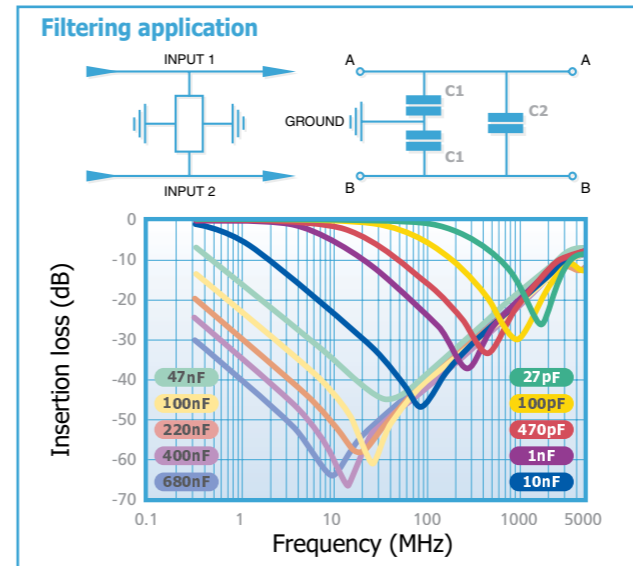 Filtering application
INPUT 1
INPUT 2
A
A
C1
C2
GROUND
C1
B
B
Insertion loss (dB)
0
-10
-20
-30
-40
-50
-60
-70
47nF
100nF
220nF
400nF
680nF
27pF
100pF
470pF
1nF
10nF
0.1
1
10
100
1000
5000
Frequency (MHz)